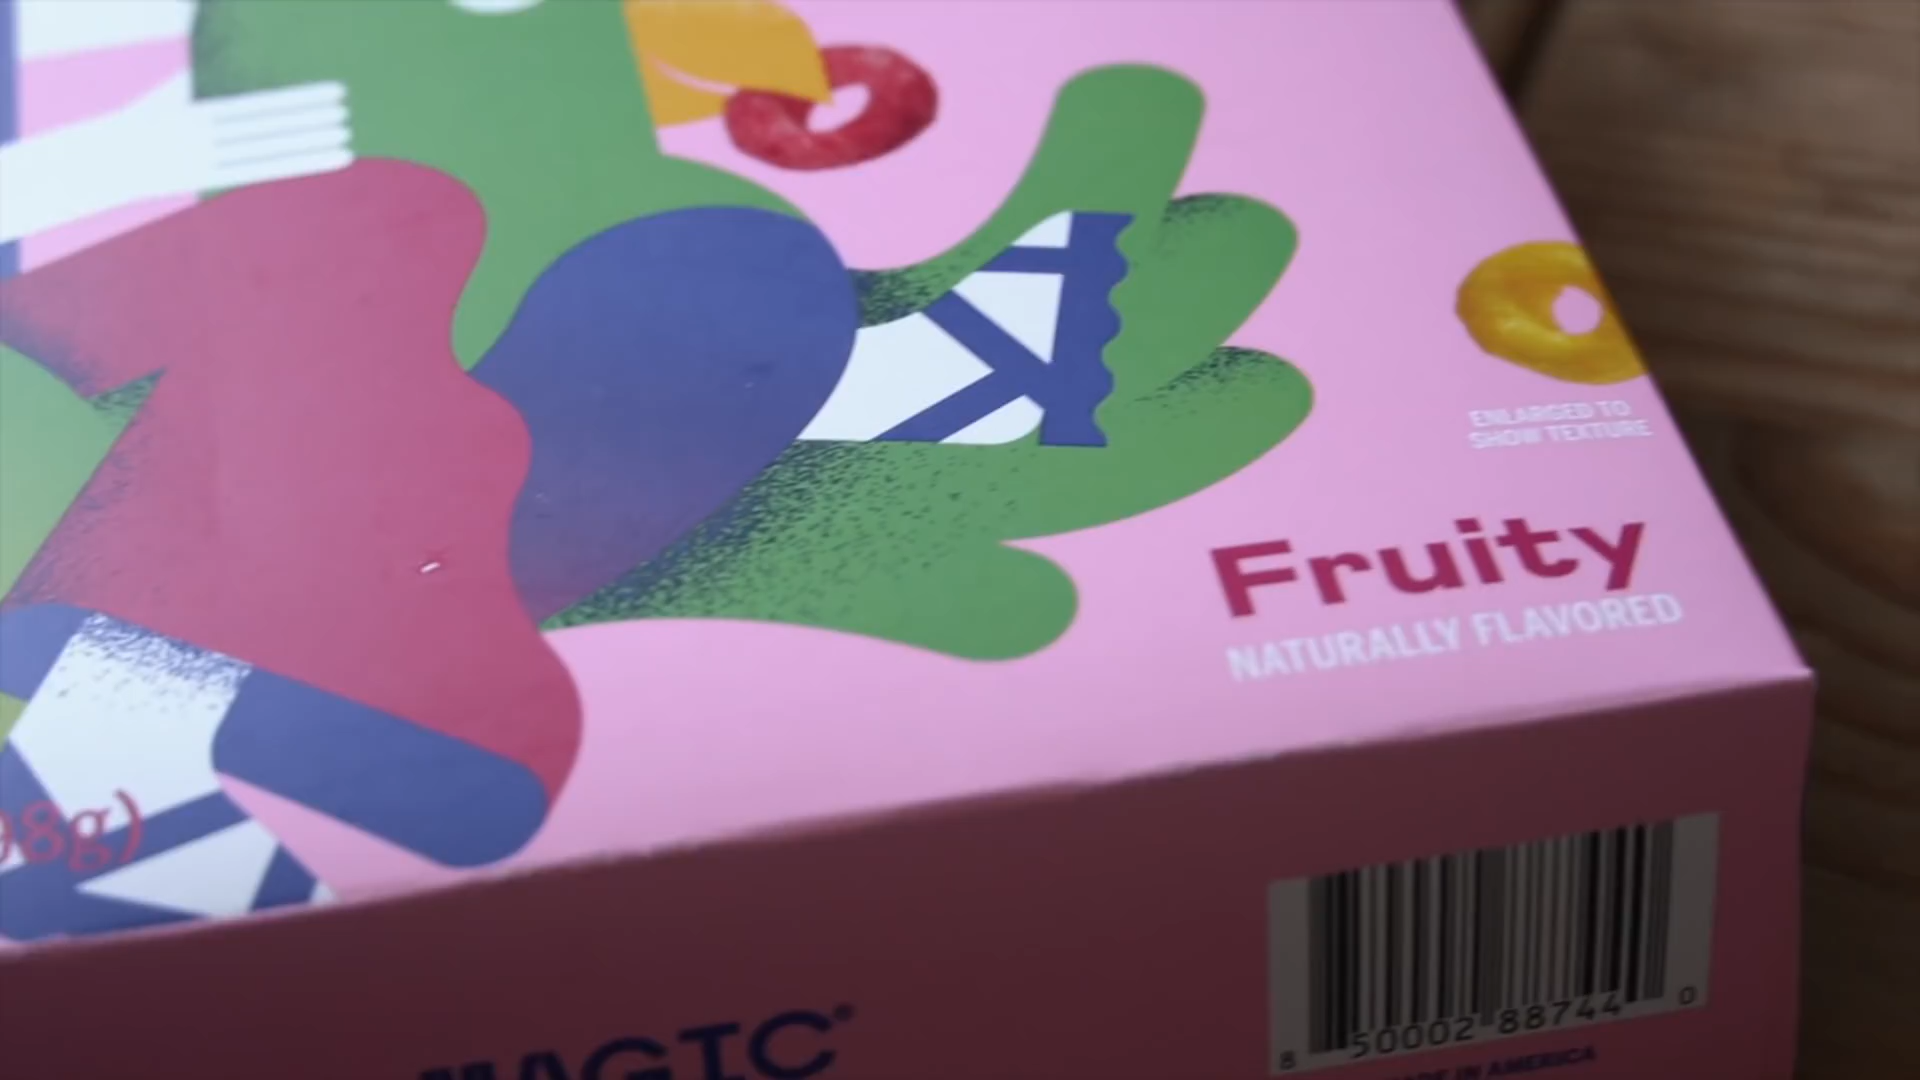 ENLARGED TO
SHOW TEXTURE
Fruity
NATURALLY FLAVORED
98g)
MAGIC®
8 50002 88744 0
MADE IN AMERICA